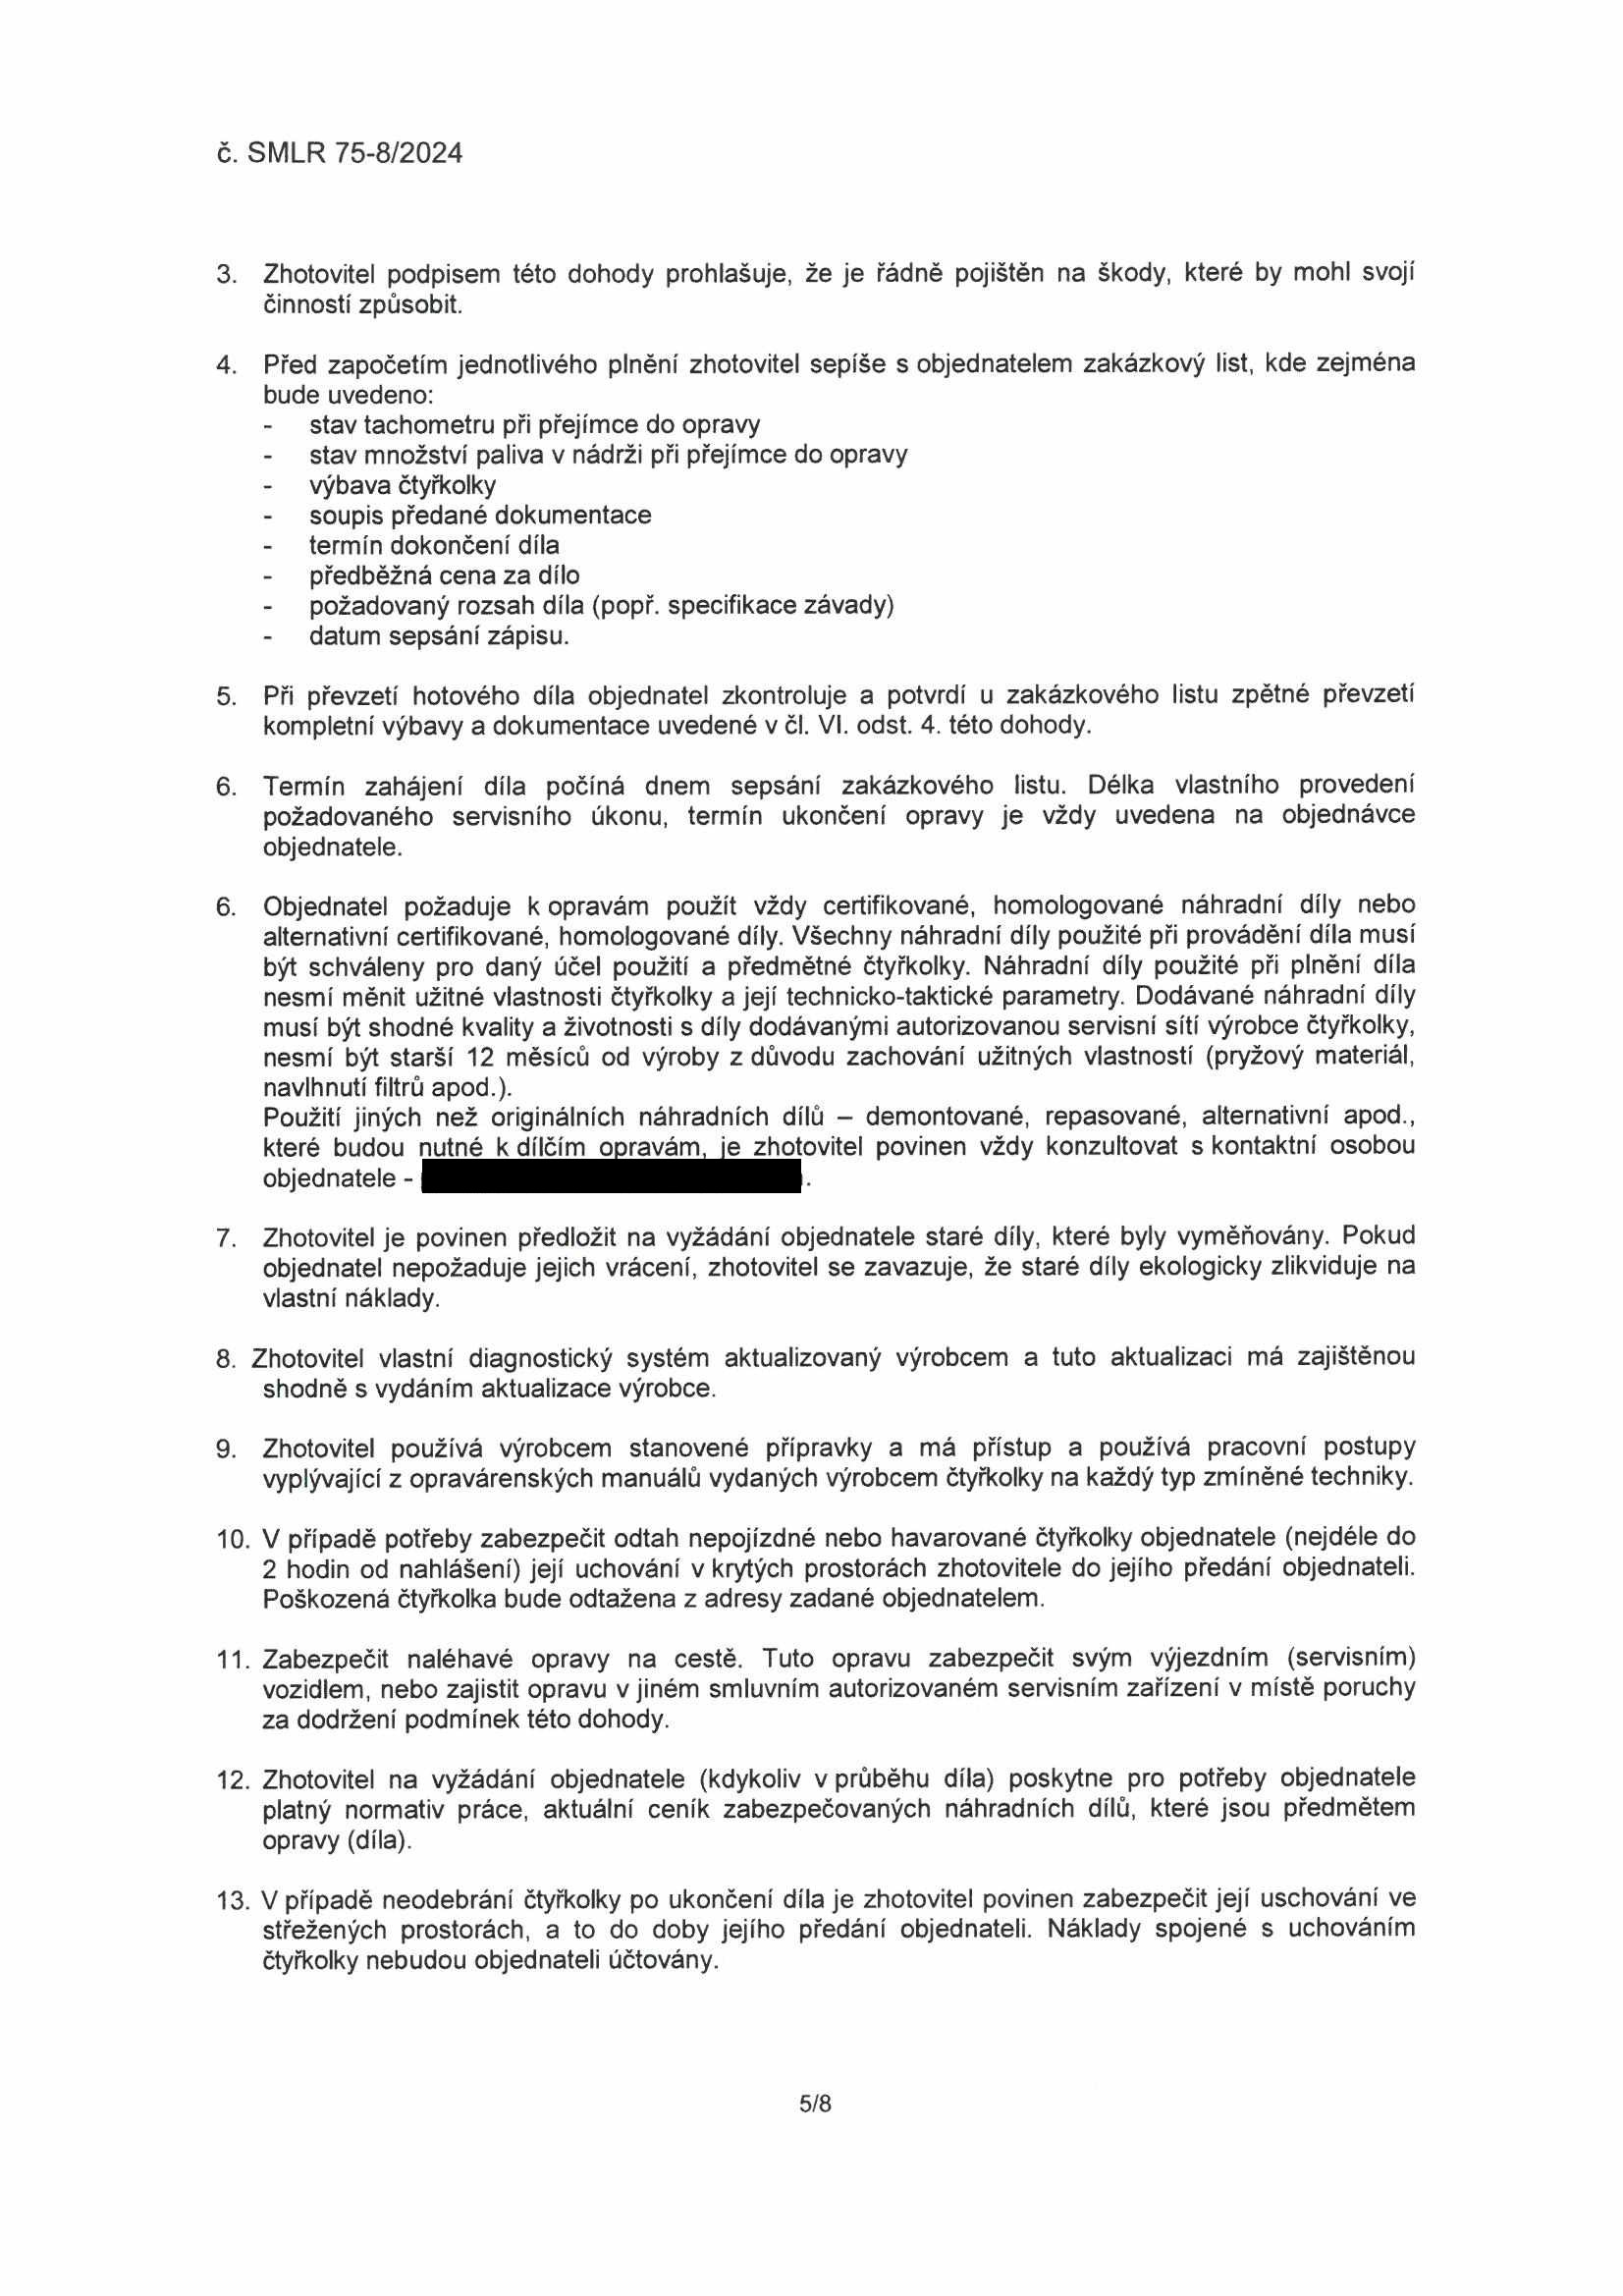 č. SMLR 75-8/2024
3. Zhotovitel podpisem této dohody prohlašuje, že je řádně pojištěn na škody, které by mohl svojí
činností způsobit.
4. Před započetím jednotlivého plnění zhotovitel sepíše s objednatelem zakázkový list, kde zejména
bude uvedeno:
- stav tachometru při přejímce do opravy
- stav množství paliva v nádrži při přejímce do opravy
- výbava čtyřkolky
- soupis předané dokumentace
- termín dokončení díla
- předběžná cena za dílo
- požadovaný rozsah díla (popř. specifikace závady)
- datum sepsání zápisu.
5. Při převzetí hotového díla objednatel zkontroluje a potvrdí u zakázkového listu zpětné převzetí
kompletní výbavy a dokumentace uvedené v čl. VI. odst. 4. této dohody.
6. Termín zahájení díla počíná dnem sepsání zakázkového listu. Délka vlastního provedení
požadovaného servisního úkonu, termín ukončení opravy je vždy uvedena na objednávce
objednatele.
6. Objednatel požaduje k opravám použít vždy certifikované, homologované náhradní díly nebo
alternativní certifikované, homologované díly. Všechny náhradní díly použité při provádění díla musí
být schváleny pro daný účel použití a předmětné čtyřkolky. Náhradní díly použité při plnění díla
nesmí měnit užitné vlastnosti čtyřkolky a její technicko-taktické parametry. Dodávané náhradní díly
musí být shodné kvality a životnosti s díly dodávanými autorizovanou servisní sítí výrobce čtyřkolky,
nesmí být starší 12 měsíců od výroby z důvodu zachování užitných vlastností (pryžový materiál,
navlhnutí filtrů apod.).
Použití jiných než originálních náhradních dílů – demontované, repasované, alternativní apod.,
které budou nutné k dílčím opravám, je zhotovitel povinen vždy konzultovat s kontaktní osobou
objednatele - .
7. Zhotovitel je povinen předložit na vyžádání objednatele staré díly, které byly vyměňovány. Pokud
objednatel nepožaduje jejich vrácení, zhotovitel se zavazuje, že staré díly ekologicky zlikviduje na
vlastní náklady.
8. Zhotovitel vlastní diagnostický systém aktualizovaný výrobcem a tuto aktualizaci má zajištěnou
shodně s vydáním aktualizace výrobce.
9. Zhotovitel používá výrobcem stanovené přípravky a má přístup a používá pracovní postupy
vyplývající z opravárenských manuálů vydaných výrobcem čtyřkolky na každý typ zmíněné techniky.
10. V případě potřeby zabezpečit odtah nepojízdné nebo havarované čtyřkolky objednatele (nejdéle do
2 hodin od nahlášení) její uchování v krytých prostorách zhotovitele do jejího předání objednateli.
Poškozená čtyřkolka bude odtažena z adresy zadané objednatelem.
11. Zabezpečit naléhavé opravy na cestě. Tuto opravu zabezpečit svým výjezdním (servisním)
vozidlem, nebo zajistit opravu v jiném smluvním autorizovaném servisním zařízení v místě poruchy
za dodržení podmínek této dohody.
12. Zhotovitel na vyžádání objednatele (kdykoliv v průběhu díla) poskytne pro potřeby objednatele
platný normativ práce, aktuální ceník zabezpečovaných náhradních dílů, které jsou předmětem
opravy (díla).
13. V případě neodebrání čtyřkolky po ukončení díla je zhotovitel povinen zabezpečit její uschování ve
střežených prostorách, a to do doby jejího předání objednateli. Náklady spojené s uchováním
čtyřkolky nebudou objednateli účtovány.
5/8